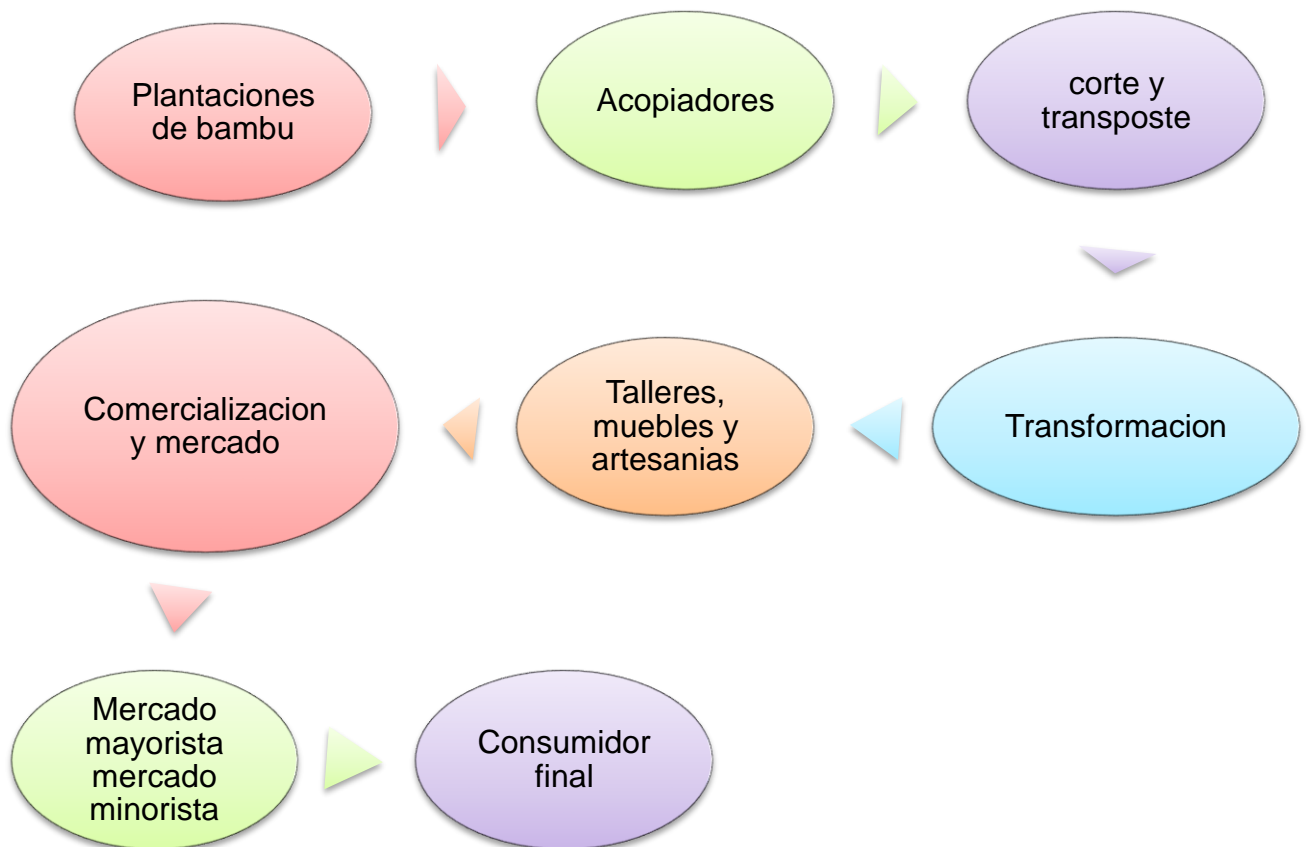 Plantaciones
de bambu
Acopiadores
corte y
transposte
Transformacion
Talleres,
muebles y
artesanias
Comercializacion
y mercado
Mercado
mayorista
mercado
minorista
Consumidor
final